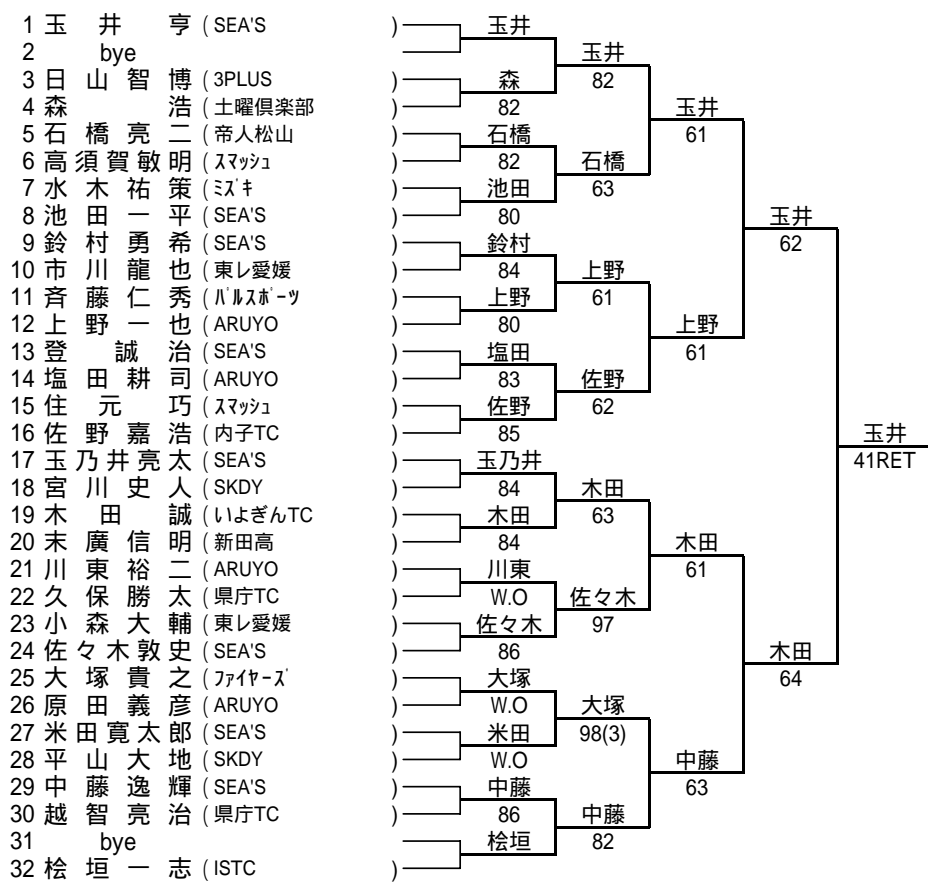 1 玉井 亨 ( SEA'S ) 玉井
2 bye 玉井
3 日山智博 ( 3PLUS ) 森 82
4 森 浩 ( 土曜倶楽部 ) 82 玉井
5 石橋亮二 ( 帝人松山 ) 石橋 61
6 高須賀敏明 ( ｽﾏｯｼｭ ) 82 石橋
7 水木祐策 ( ﾐｽﾞｷ ) 池田 63
8 池田一平 ( SEA'S ) 80 玉井
9 鈴村勇希 ( SEA'S ) 鈴村 62
10 市川龍也 ( 東レ愛媛 ) 84 上野
11 斉藤仁秀 ( ﾊﾟﾙｽﾎﾟｰﾂ ) 上野 61
12 上野一也 ( ARUYO ) 80 上野
13 登 誠治 ( SEA'S ) 塩田 61
14 塩田耕司 ( ARUYO ) 83 佐野
15 住元 巧 ( ｽﾏｯｼｭ ) 佐野 62
16 佐野嘉浩 ( 内子TC ) 85 玉井
17 玉乃井亮太 ( SEA'S ) 玉乃井 41RET
18 宮川史人 ( SKDY ) 84 木田
19 木田 誠 ( いよぎんTC ) 木田 63
20 末廣信明 ( 新田高 ) 84 木田
21 川東裕二 ( ARUYO ) 川東 61
22 久保勝太 ( 県庁TC ) W.O 佐々木
23 小森大輔 ( 東レ愛媛 ) 佐々木 97
24 佐々木敦史 ( SEA'S ) 86 木田
25 大塚貴之 ( ﾌｧｲﾔｰｽﾞ ) 大塚 64
26 原田義彦 ( ARUYO ) W.O 大塚
27 米田寛太郎 ( SEA'S ) 米田 98(3)
28 平山大地 ( SKDY ) W.O 中藤
29 中藤逸輝 ( SEA'S ) 中藤 63
30 越智亮治 ( 県庁TC ) 86 中藤
31 bye 桧垣 82
32 桧垣一志 ( ISTC )